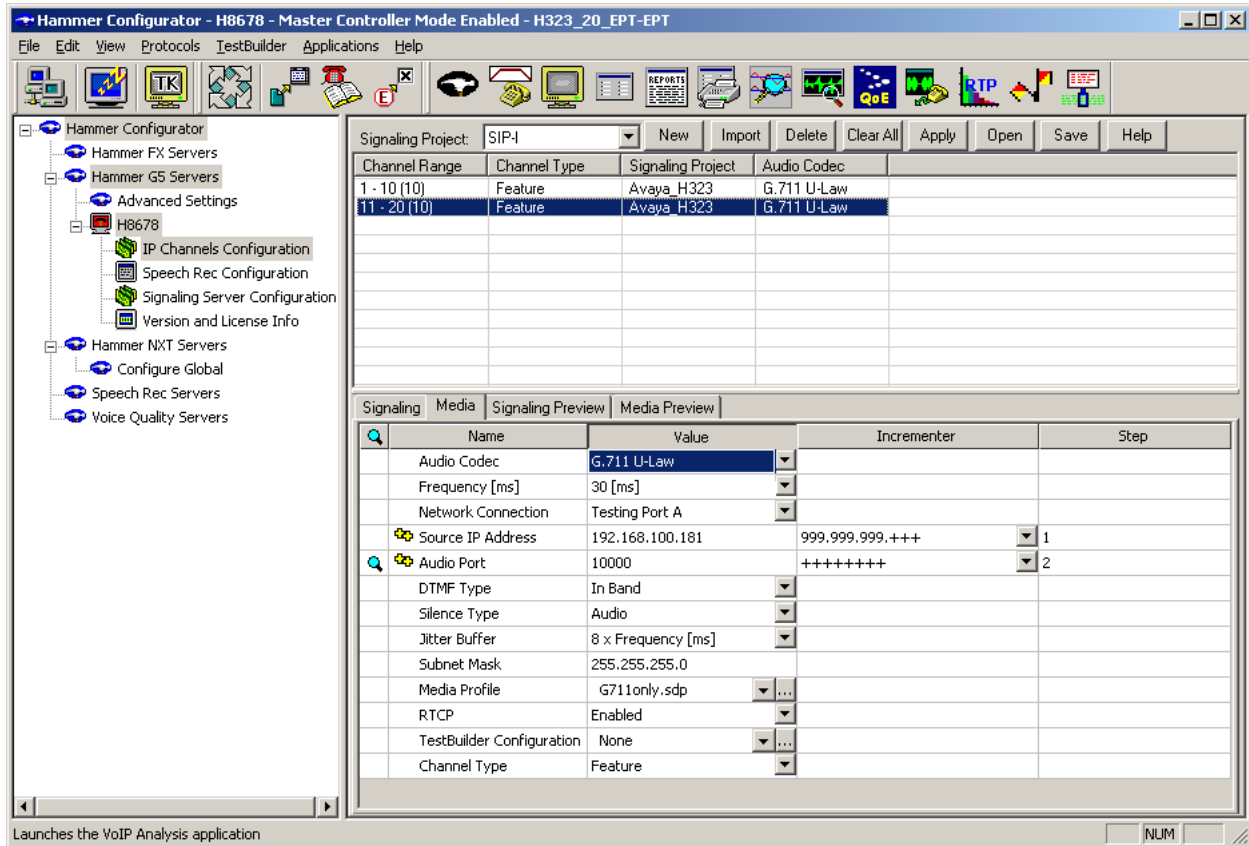 Hammer Configurator - H8678 - Master Controller Mode Enabled - H323_20_EPT-EPT
File Edit View Protocols TestBuilder Applications Help
TK E REPORTS QoE RTP
Hammer Configurator
Hammer FX Servers
Hammer G5 Servers
Advanced Settings
H8678
IP Channels Configuration
Speech Rec Configuration
Signaling Server Configuration
Version and License Info
Hammer NXT Servers
Configure Global
Speech Rec Servers
Voice Quality Servers
Signaling Project: SIP-I New Import Delete Clear All Apply Open Save Help
Channel Range Channel Type Signaling Project Audio Codec
1 - 10 (10) Feature Avaya_H323 G.711 U-Law
11 - 20 (10) Feature Avaya_H323 G.711 U-Law
Signaling Media Signaling Preview Media Preview
Name Value Incrementer Step
Audio Codec G.711 U-Law
Frequency [ms] 30 [ms]
Network Connection Testing Port A
Source IP Address 192.168.100.181 999.999.999.+++ 1
Audio Port 10000 ++++++++ 2
DTMF Type In Band
Silence Type Audio
Jitter Buffer 8 x Frequency [ms]
Subnet Mask 255.255.255.0
Media Profile G711only.sdp ...
RTCP Enabled
TestBuilder Configuration None ...
Channel Type Feature
Launches the VoIP Analysis application NUM